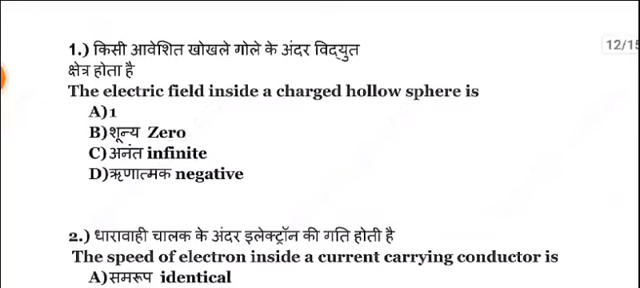 12/15
1.) किसी आवेशित खोखले गोले के अंदर विद्युत
क्षेत्र होता है
The electric field inside a charged hollow sphere is
A)1
B)शून्य Zero
C)अनंत infinite
D)ऋणात्मक negative
2.) धारावाही चालक के अंदर इलेक्ट्रॉन की गति होती है
The speed of electron inside a current carrying conductor is
A)समरूप identical